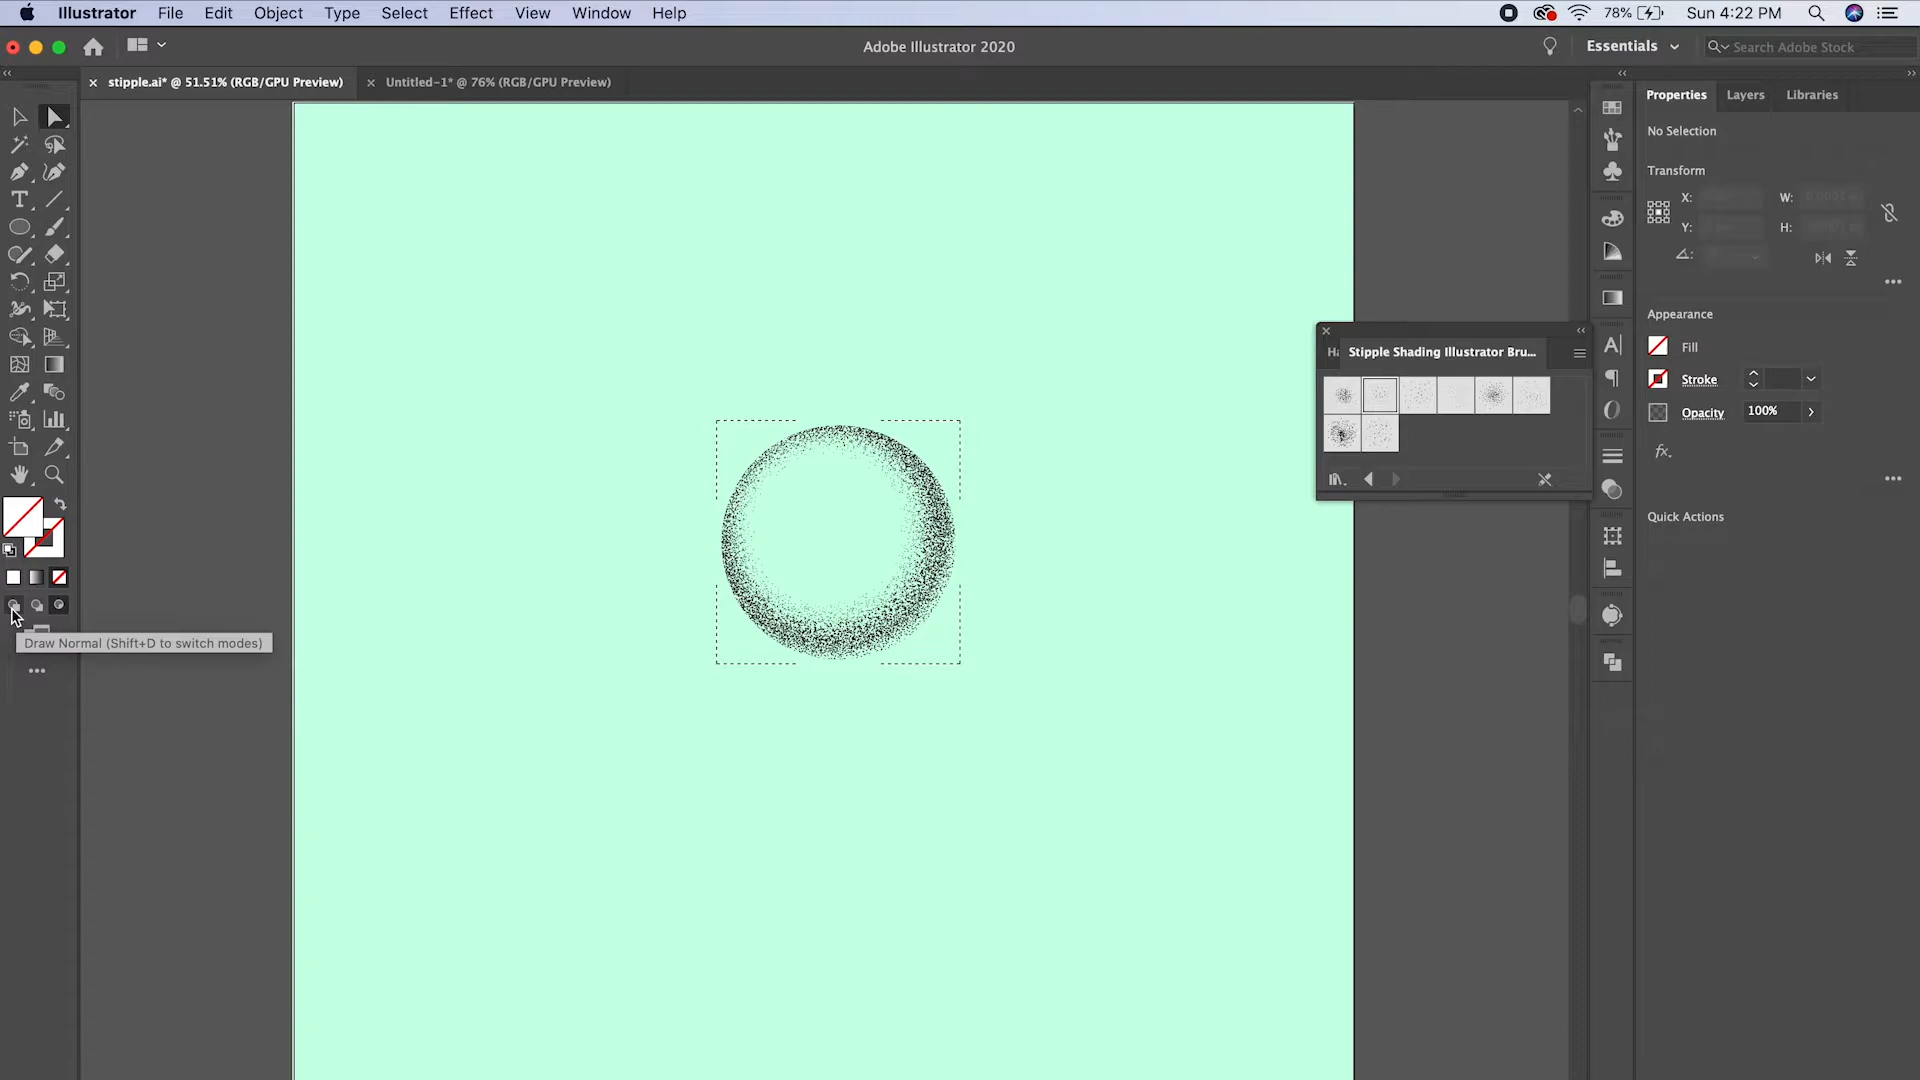 Illustrator File Edit Object Type Select Effect View Window Help
78% Sun 4:22 PM
Adobe Illustrator 2020
Essentials
Search Adobe Stock
stipple.ai* @ 51.51% (RGB/GPU Preview)
Untitled-1* @ 76% (RGB/GPU Preview)
Properties Layers Libraries
No Selection
Transform
X: W:
Y: H:
Appearance
Fill
Stroke
Opacity 100%
fx.
Quick Actions
Ha Stipple Shading Illustrator Bru...
Draw Normal (Shift+D to switch modes)